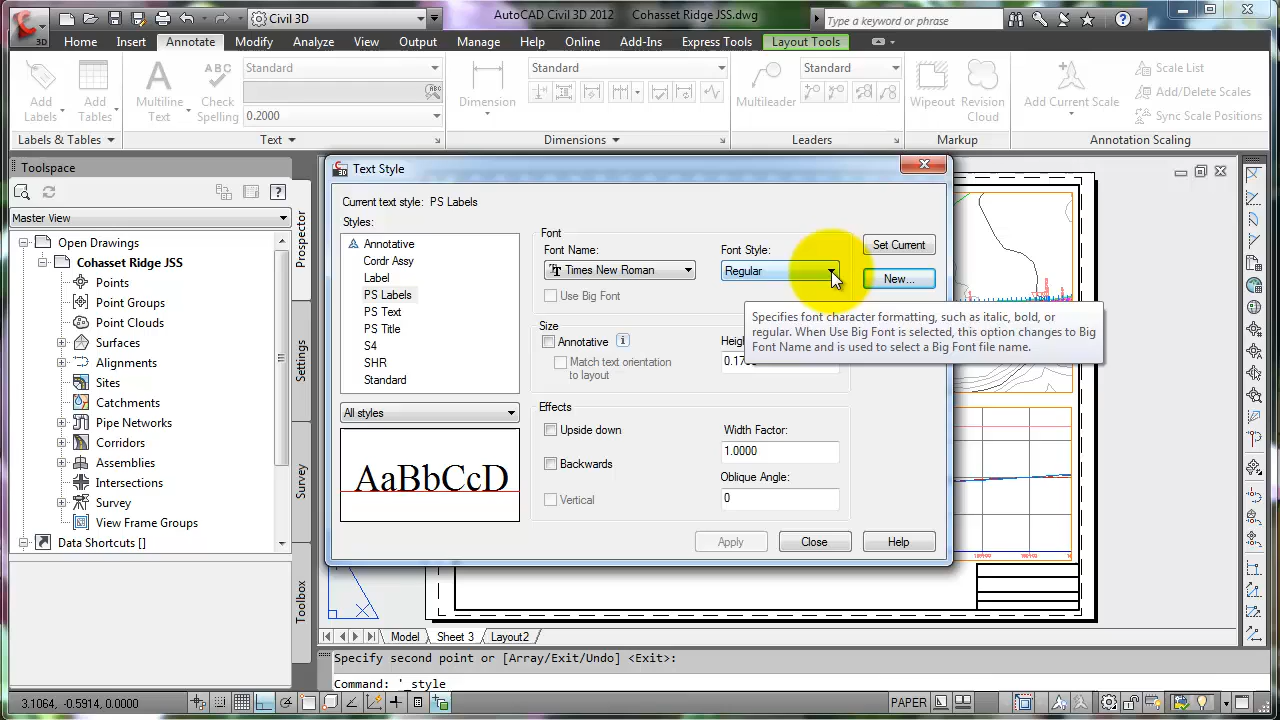 Civil 3D
AutoCAD Civil 3D 2012 Cohasset Ridge JSS.dwg
Type a keyword or phrase
3D
Home Insert Annotate Modify Analyze View Output Manage Help Online Add-Ins Express Tools Layout Tools
Add Labels
Add Tables
Labels & Tables
Multiline Text
ABC
Check Spelling
Standard
ABC
0.2000
Text
Dimension
Standard
Dimensions
Multileader
Standard
Leaders
Wipeout
Revision Cloud
Markup
Add Current Scale
Scale List
Add/Delete Scales
Sync Scale Positions
Annotation Scaling
Toolspace
Master View
Open Drawings
Cohasset Ridge JSS
Points
Point Groups
Point Clouds
Surfaces
Alignments
Sites
Catchments
Pipe Networks
Corridors
Assemblies
Intersections
Survey
View Frame Groups
Data Shortcuts []
Prospector
Settings
Survey
Toolbox
Text Style
Current text style: PS Labels
Styles:
Annotative
Cordr Assy
Label
PS Labels
PS Text
PS Title
S4
SHR
Standard
All styles
AaBbCcD
Font
Font Name:
Times New Roman
Use Big Font
Font Style:
Regular
Set Current
New...
Specifies font character formatting, such as italic, bold, or
regular. When Use Big Font is selected, this option changes to Big
Font Name and is used to select a Big Font file name.
Size
Annotative
Match text orientation
to layout
Effects
Upside down
Backwards
Vertical
Width Factor:
1.0000
Oblique Angle:
0
Apply
Close
Help
Model Sheet 3 Layout2
Specify second point or [Array/Exit/Undo] <Exit>:
Command: '_style
3.1064, -0.5914, 0.0000
PAPER